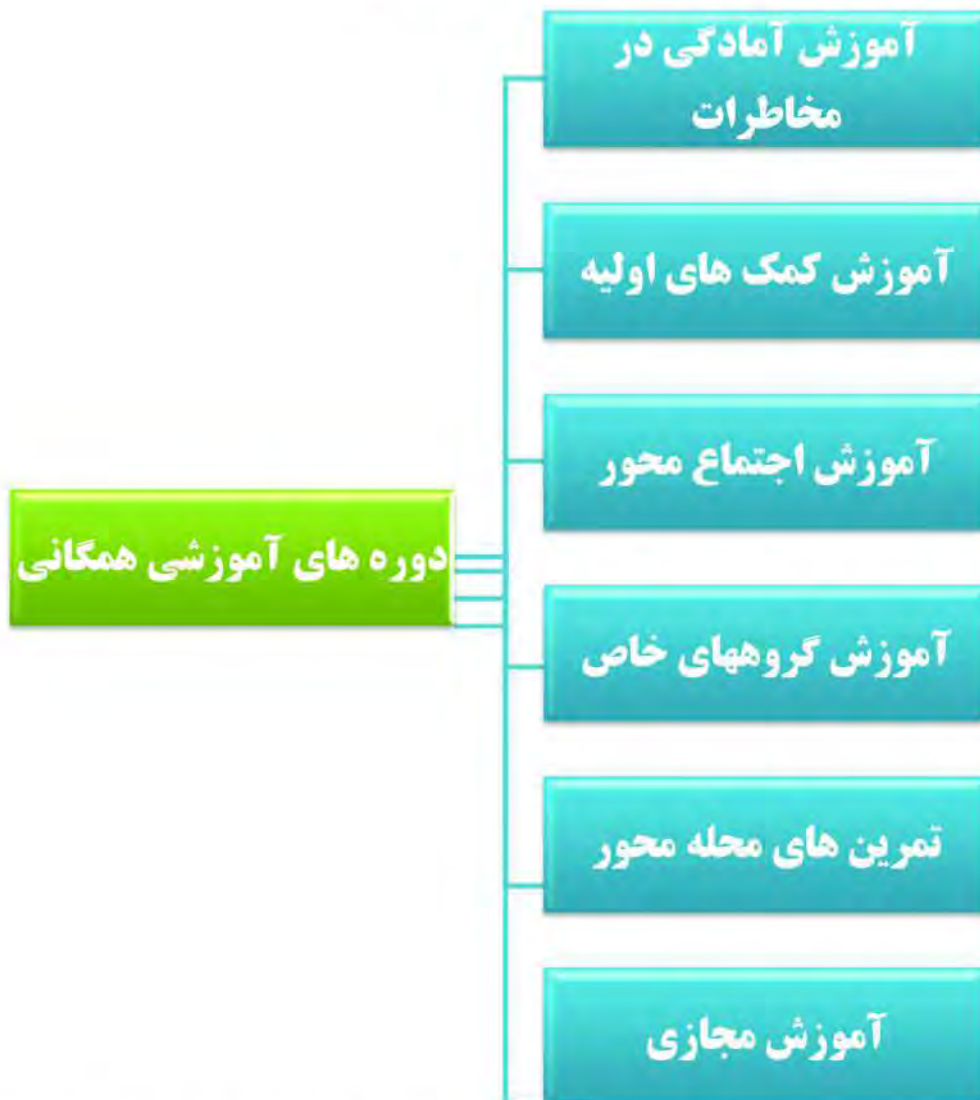 آموزش آمادگی در
مخاطرات
آموزش کمک های اولیه
آموزش اجتماع محور
دوره های آموزشی همگانی
آموزش گروههای خاص
تمرین های محله محور
آموزش مجازی